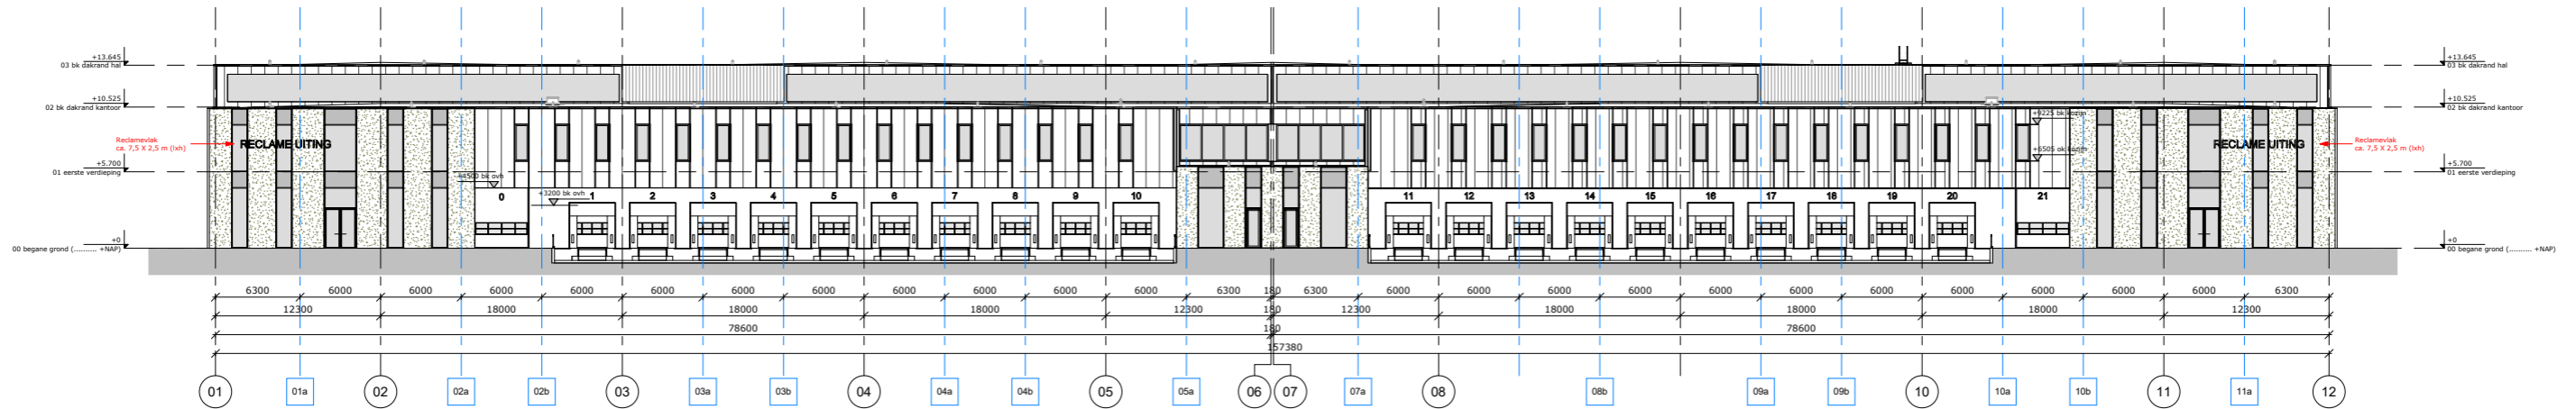 +13.645
03 bk dakrand hal
+10.525
02 bk dakrand kantoor
Reclamevlak
ca. 7,5 X 2,5 m (lxh)
+5.700
01 eerste verdieping
+0
00 begane grond (.......... +NAP)
RECLAME UITING
+4500 bk ovh
+3200 bk ovh
0 1 2 3 4 5 6 7 8 9 10
11 12 13 14 15 16 17 18 19 20 21
+9225 bk kozijn
+6505 ok kozijn
RECLAME UITING
+13.645
03 bk dakrand hal
+10.525
02 bk dakrand kantoor
Reclamevlak
ca. 7,5 X 2,5 m (lxh)
+5.700
01 eerste verdieping
+0
00 begane grond (.......... +NAP)
6300 6000 6000 6000 6000 6000 6000 6000 6000 6000 6000 6000 6300 180 6300 6000 6000 6000 6000 6000 6000 6000 6000 6000 6000 6000 6300
12300 18000 18000 18000 12300 180 12300 18000 18000 18000 12300
78600 180 78600
157380
01 01a 02 02a 02b 03 03a 03b 04 04a 04b 05 05a 06 07 07a 08 08b 09a 09b 10 10a 10b 11 11a 12